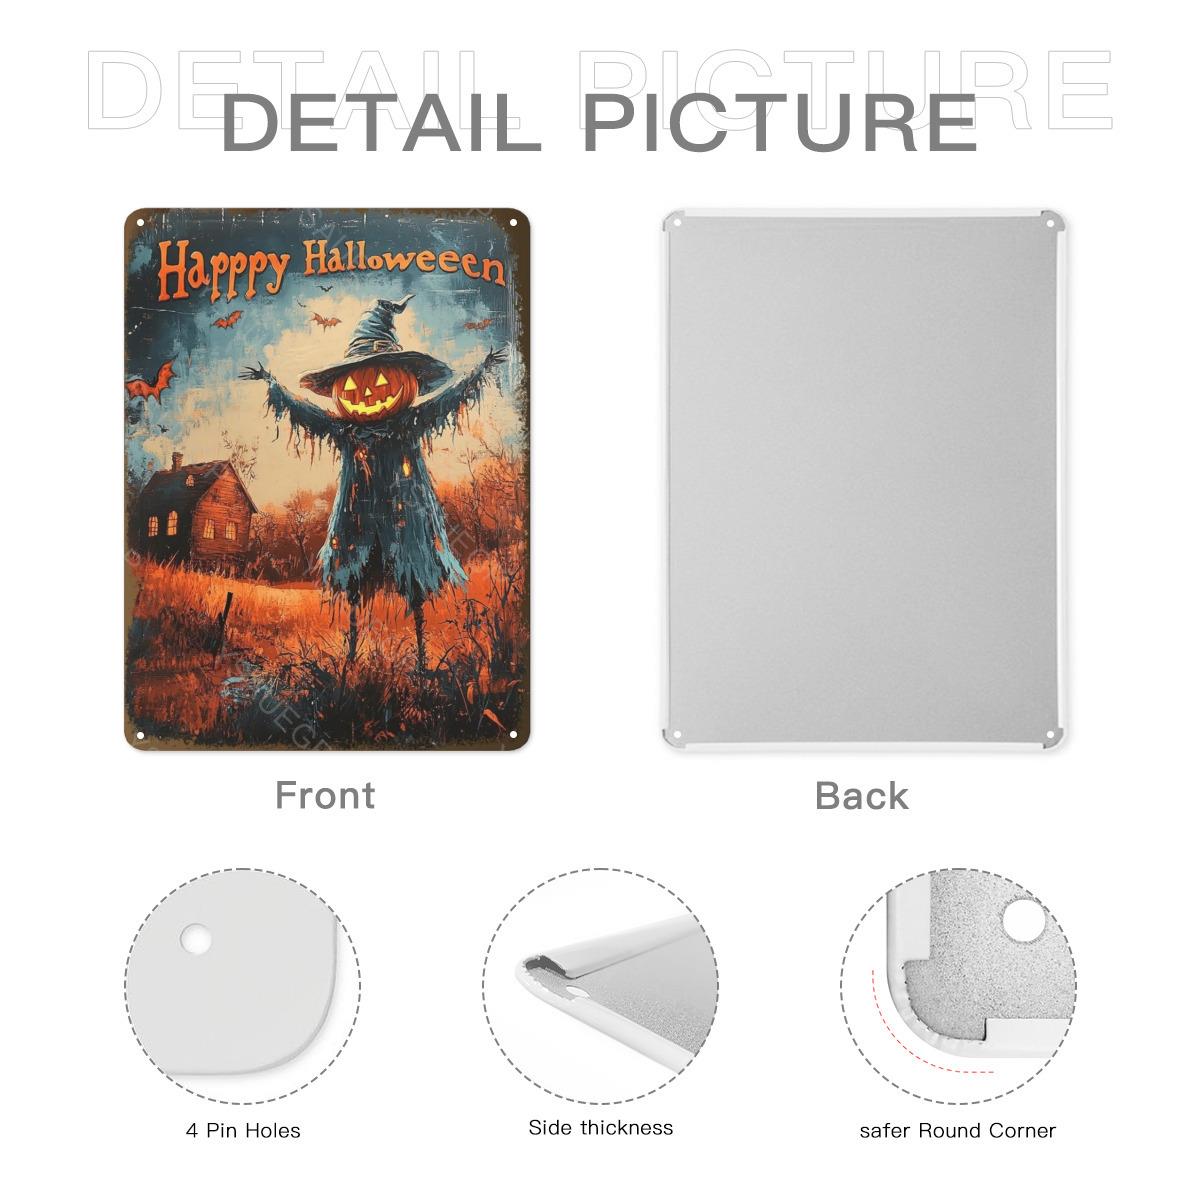 DETAIL PICTURE
DETAIL PICTURE
Happpy Halloweeen
Front
Back
4 Pin Holes
Side thickness
safer Round Corner